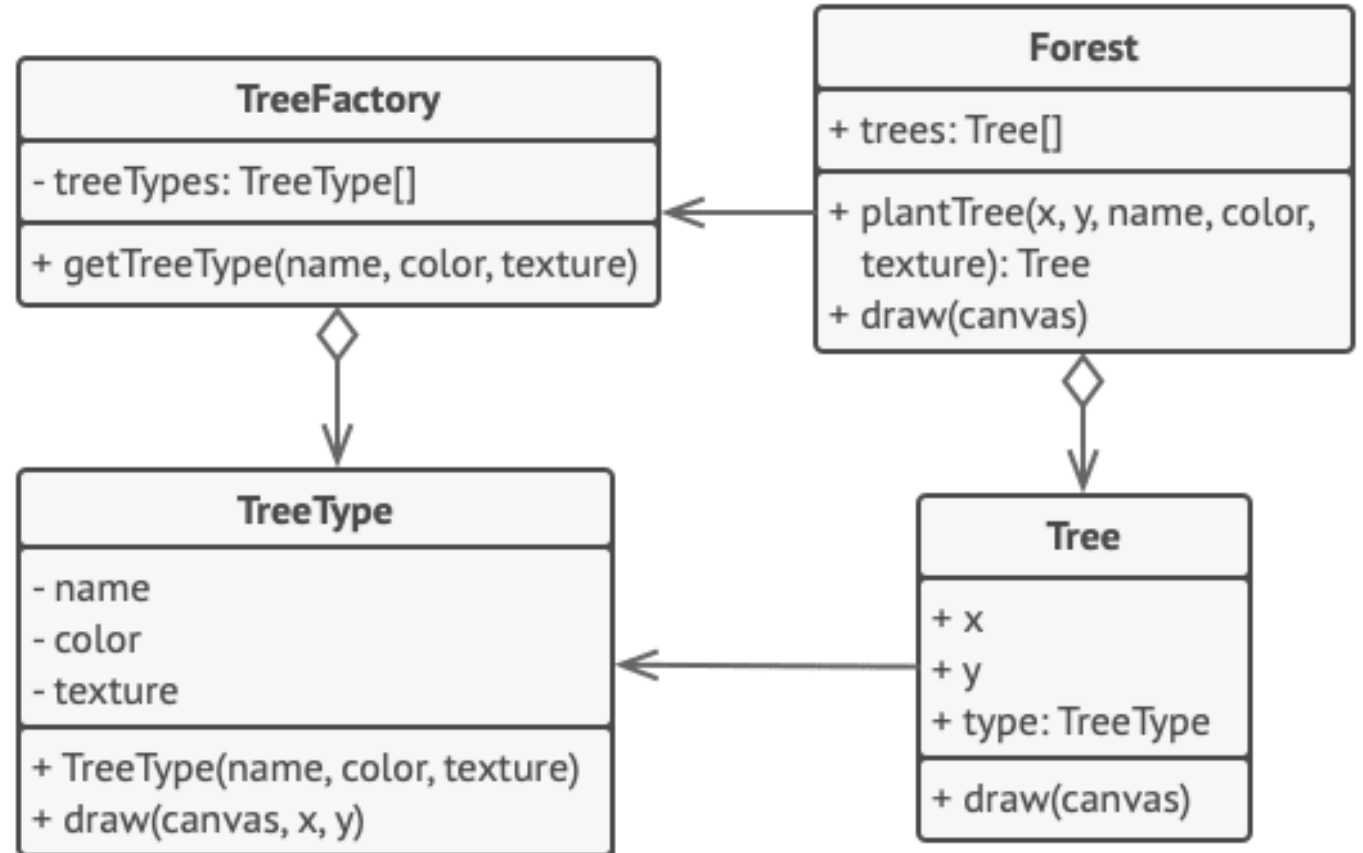 TreeFactory
- treeTypes: TreeType[]
+ getTreeType(name, color, texture)
Forest
+ trees: Tree[]
+ plantTree(x, y, name, color,
texture): Tree
+ draw(canvas)
TreeType
- name
- color
- texture
+ TreeType(name, color, texture)
+ draw(canvas, x, y)
Tree
+ x
+ y
+ type: TreeType
+ draw(canvas)